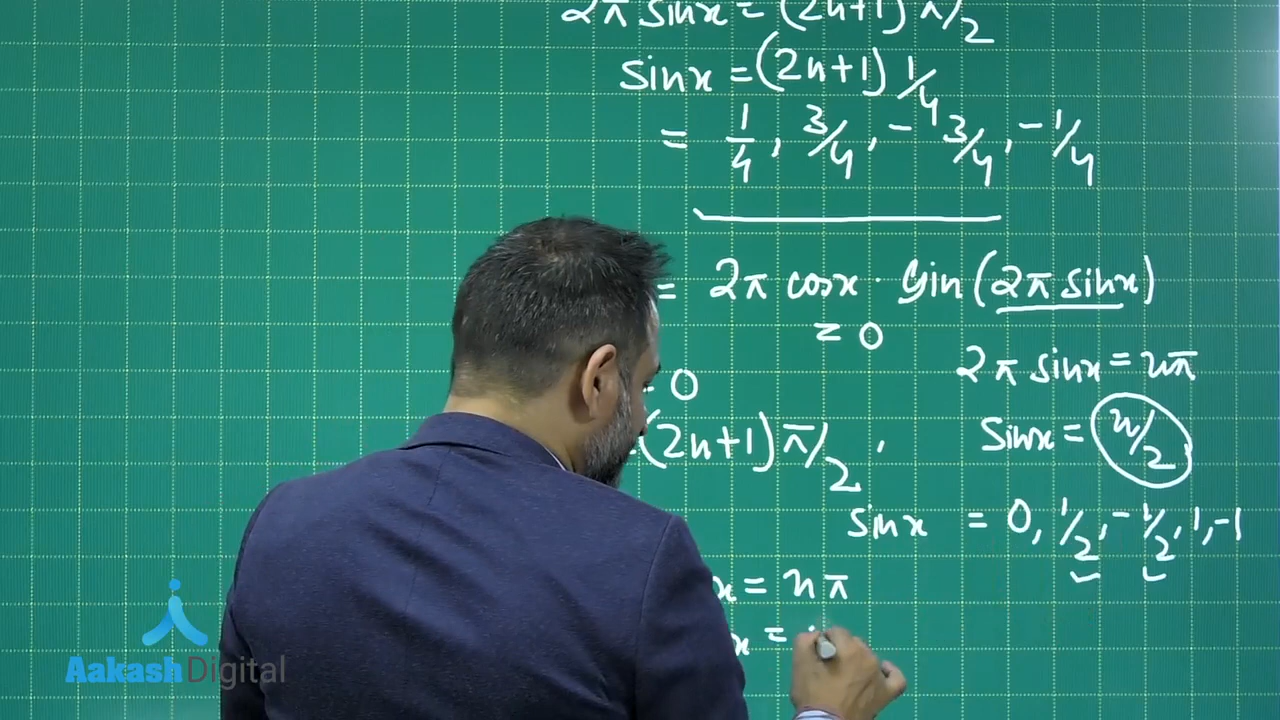 2π sinx = (2n+1) π/2
sinx = (2n+1) 1/4
= 1/4, 3/4, -3/4, -1/4
= 2π cosx · sin (2π sinx)
= 0
2π sinx = nπ
= 0
sinx = n/2
(2n+1) π/2 ,
sinx = 0, 1/2, -1/2, 1, -1
x = nπ
x =
Aakash Digital